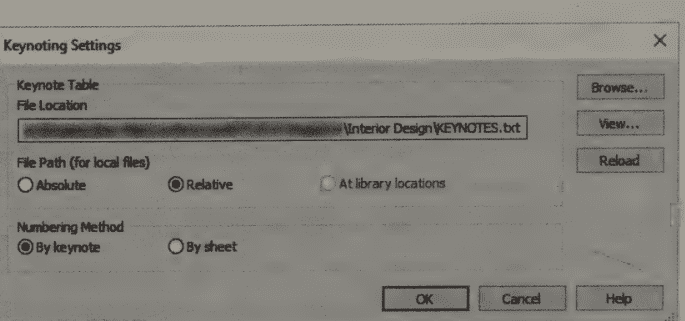 Keynoting Settings
Keynote Table
File Location
\Interior Design\KEYNOTES.txt
Browse...
View...
Reload
File Path (for local files)
Absolute
Relative
At library locations
Numbering Method
By keynote
By sheet
OK
Cancel
Help